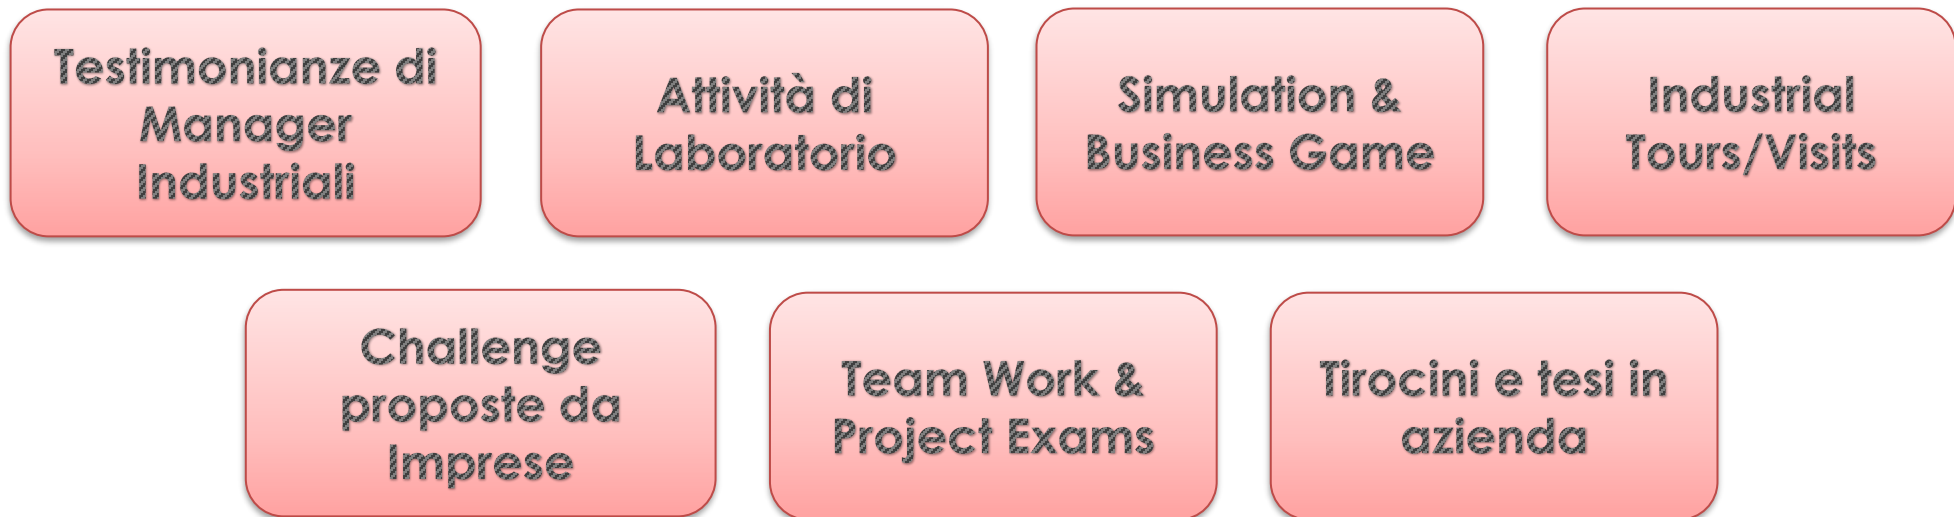 Testimonianze di
Manager
Industriali
Attività di
Laboratorio
Simulation &
Business Game
Industrial
Tours/Visits
Challenge
proposte da
Imprese
Team Work &
Project Exams
Tirocini e tesi in
azienda